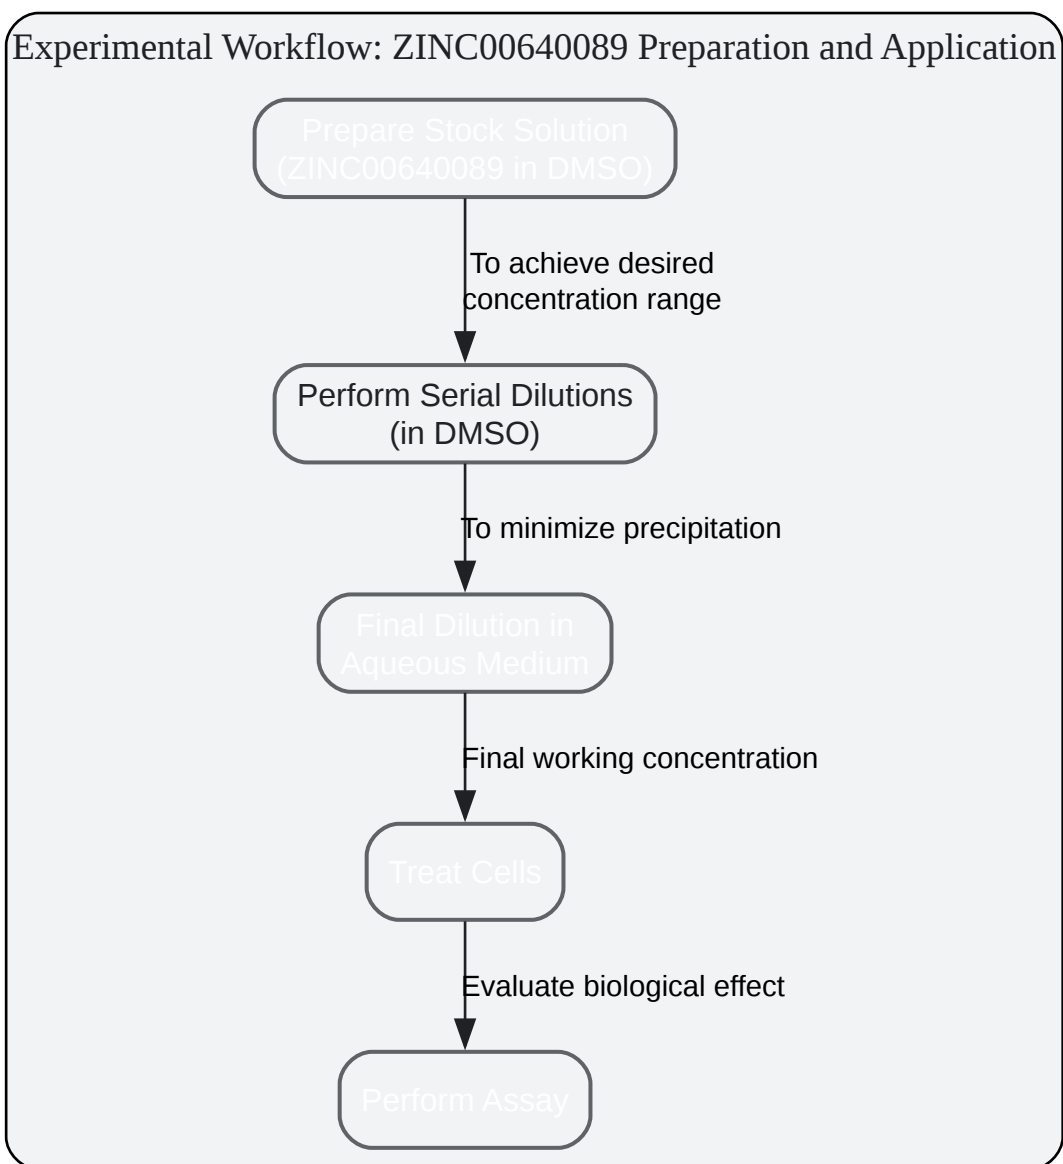 Experimental Workflow: ZINC00640089 Preparation and Application
Prepare Stock Solution
(ZINC00640089 in DMSO)
To achieve desired
concentration range
Perform Serial Dilutions
(in DMSO)
To minimize precipitation
Final Dilution in
Aqueous Medium
Final working concentration
Treat Cells
Evaluate biological effect
Perform Assay